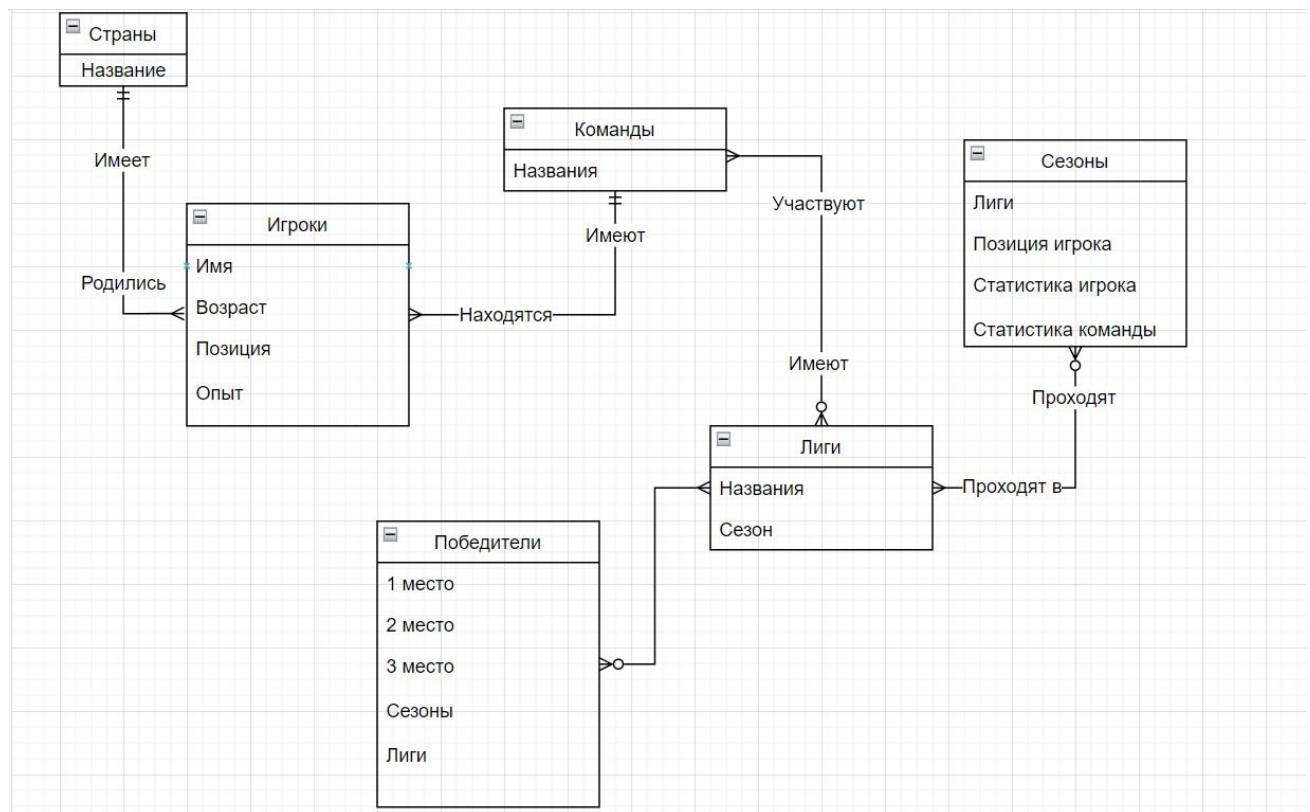 Страны
Название
Имеет
Родились
Игроки
Имя
Возраст
Позиция
Опыт
Находятся
Команды
Названия
Имеют
Участвуют
Имеют
Сезоны
Лиги
Позиция игрока
Статистика игрока
Статистика команды
Проходят
Проходят в
Лиги
Названия
Сезон
Победители
1 место
2 место
3 место
Сезоны
Лиги